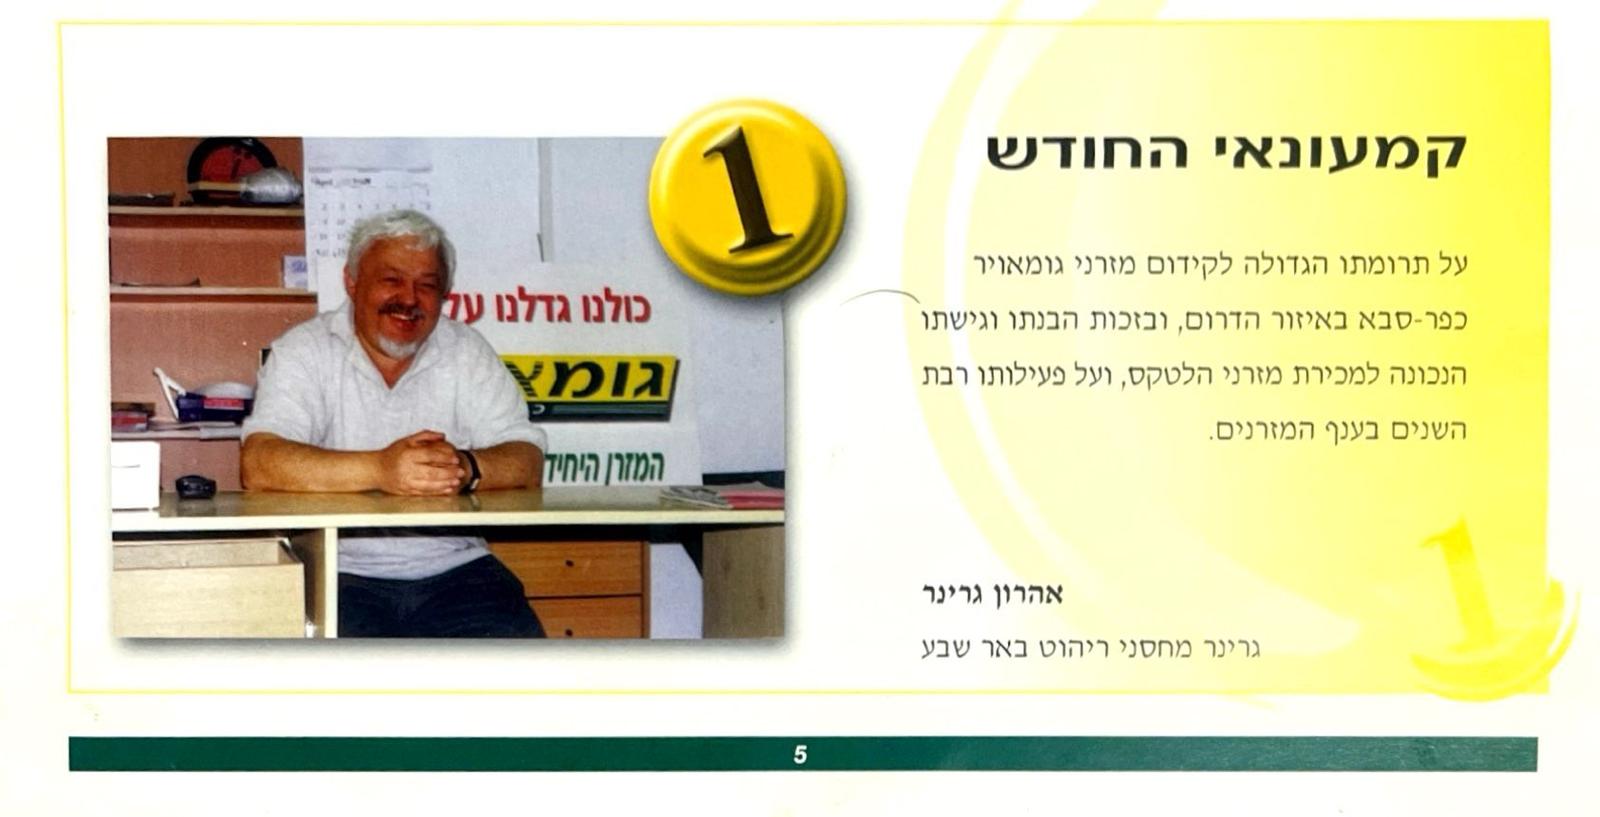 קמעונאי החודש
על תרומתו הגדולה לקידום מזרני גומאויר
כפר-סבא באיזור הדרום, ובזכות הבנתו וגישתו
הנכונה למכירת מזרני הלטקס, ועל פעילותו רבת
השנים בענף המזרנים.
אהרון גרינר
גרינר מחסני ריהוט באר שבע
1
כולנו גדלנו על
גומא
המזרן היחיד
1
5